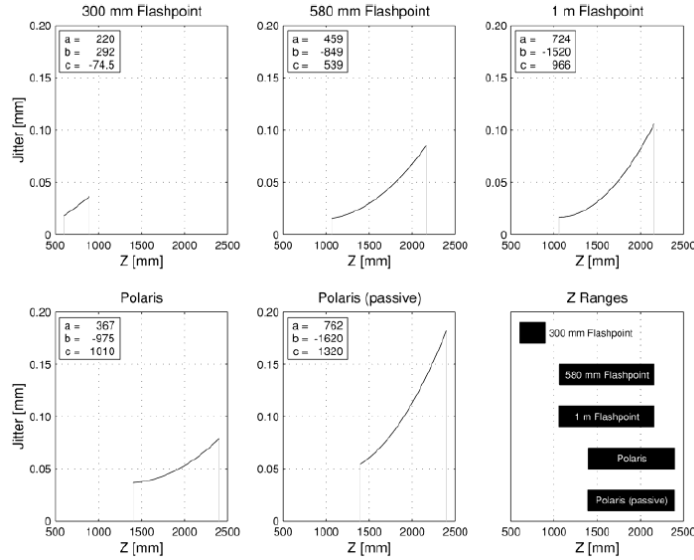 300 mm Flashpoint
580 mm Flashpoint
1 m Flashpoint
a = 220
b = 292
c = -74.5
a = 459
b = -849
c = 539
a = 724
b = -1520
c = 966
0.20
0.15
0.10
0.05
0
Jitter [mm]
500 1000 1500 2000 2500
Z [mm]
0.20
0.15
0.10
0.05
0
500 1000 1500 2000 2500
Z [mm]
0.20
0.15
0.10
0.05
0
500 1000 1500 2000 2500
Z [mm]
Polaris
Polaris (passive)
Z Ranges
a = 367
b = -975
c = 1010
a = 762
b = -1620
c = 1320
0.20
0.15
0.10
0.05
0
Jitter [mm]
500 1000 1500 2000 2500
Z [mm]
0.20
0.15
0.10
0.05
0
500 1000 1500 2000 2500
Z [mm]
300 mm Flashpoint
580 mm Flashpoint
1 m Flashpoint
Polaris
Polaris (passive)
500 1000 1500 2000 2500
Z [mm]